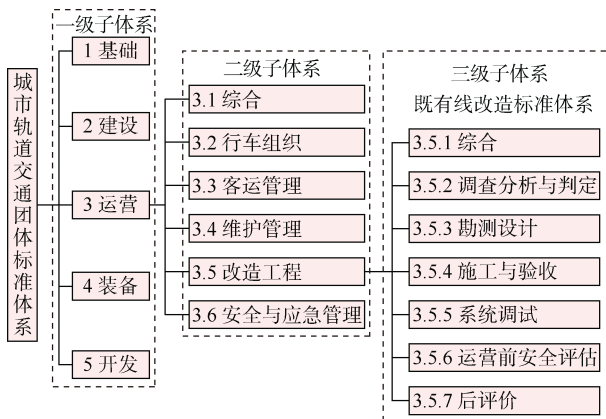 城市轨道交通团体标准体系
一级子体系
1 基础
2 建设
3 运营
4 装备
5 开发
二级子体系
3.1 综合
3.2 行车组织
3.3 客运管理
3.4 维护管理
3.5 改造工程
3.6 安全与应急管理
三级子体系
既有线改造标准体系
3.5.1 综合
3.5.2 调查分析与判定
3.5.3 勘测设计
3.5.4 施工与验收
3.5.5 系统调试
3.5.6 运营前安全评估
3.5.7 后评价